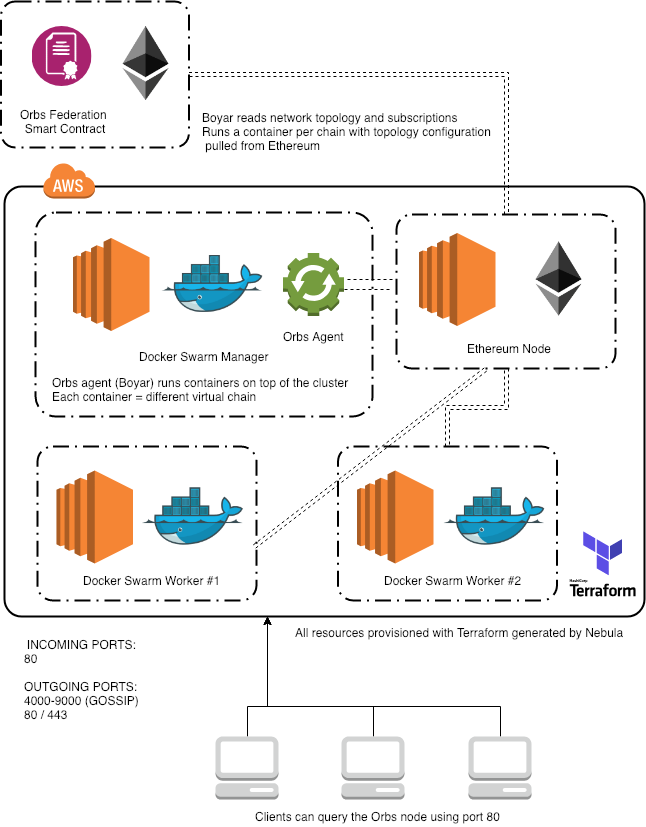 Orbs Federation
Smart Contract
Boyar reads network topology and subscriptions
Runs a container per chain with topology configuration
pulled from Ethereum
AWS
Orbs Agent
Docker Swarm Manager
Ethereum Node
Orbs agent (Boyar) runs containers on top of the cluster
Each container = different virtual chain
Docker Swarm Worker #1
Docker Swarm Worker #2
HashiCorp
Terraform
All resources provisioned with Terraform generated by Nebula
INCOMING PORTS:
80
OUTGOING PORTS:
4000-9000 (GOSSIP)
80 / 443
Clients can query the Orbs node using port 80